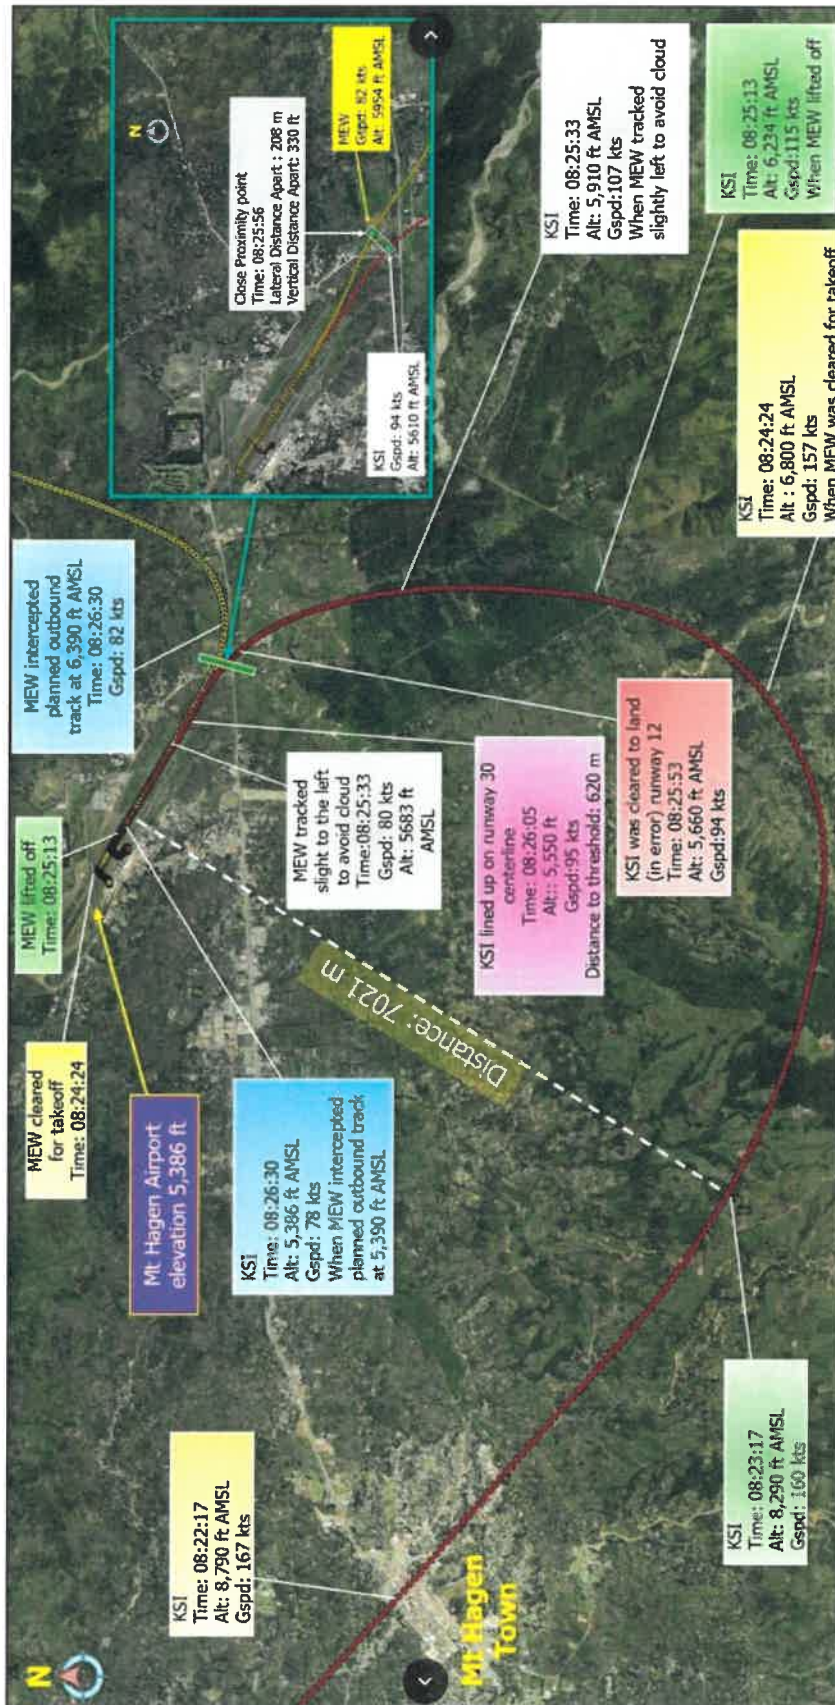 N
KSI
Time: 08:22:17
Alt: 8,790 ft AMSL
Gspd: 167 kts
Mt Hagen
Town
KSI
Time: 08:23:17
Alt: 8,290 ft AMSL
Gspd: 160 kts
MEW cleared
for takeoff
Time: 08:24:24
Mt Hagen Airport
elevation 5,386 ft
KSI
Time: 08:26:30
Alt: 5,386 ft AMSL
Gspd: 78 kts
When MEW intercepted
planned outbound track
at 5,390 ft AMSL
MEW lifted off
Time: 08:25:13
Distance: 7021 m
MEW tracked
slight to the left
to avoid cloud
Time:08:25:33
Gspd: 80 kts
Alt: 5683 ft
AMSL
KSI lined up on runway 30
centerline
Time: 08:26:05
Alt:: 5,550 ft
Gspd:95 kts
Distance to threshold: 620 m
KSI was cleared to land
(in error) runway 12
Time: 08:25:53
Alt: 5,660 ft AMSL
Gspd:94 kts
MEW intercepted
planned outbound
track at 6,390 ft AMSL
Time: 08:26:30
Gspd: 82 kts
N
Close Proximity point
Time: 08:25:56
Lateral Distance Apart : 208 m
Vertical Distance Apart: 330 ft
MEW
Gspd: 82 kts
Alt: 5954 ft AMSL
KSI
Gspd: 94 kts
Alt: 5610 ft AMSL
KSI
Time: 08:25:33
Alt: 5,910 ft AMSL
Gspd:107 kts
When MEW tracked
slightly left to avoid cloud
KSI
Time: 08:25:13
Alt: 6,234 ft AMSL
Gspd:115 kts
When MEW lifted off
KSI
Time: 08:24:24
Alt : 6,800 ft AMSL
Gspd: 157 kts
When MEW was cleared for takeoff